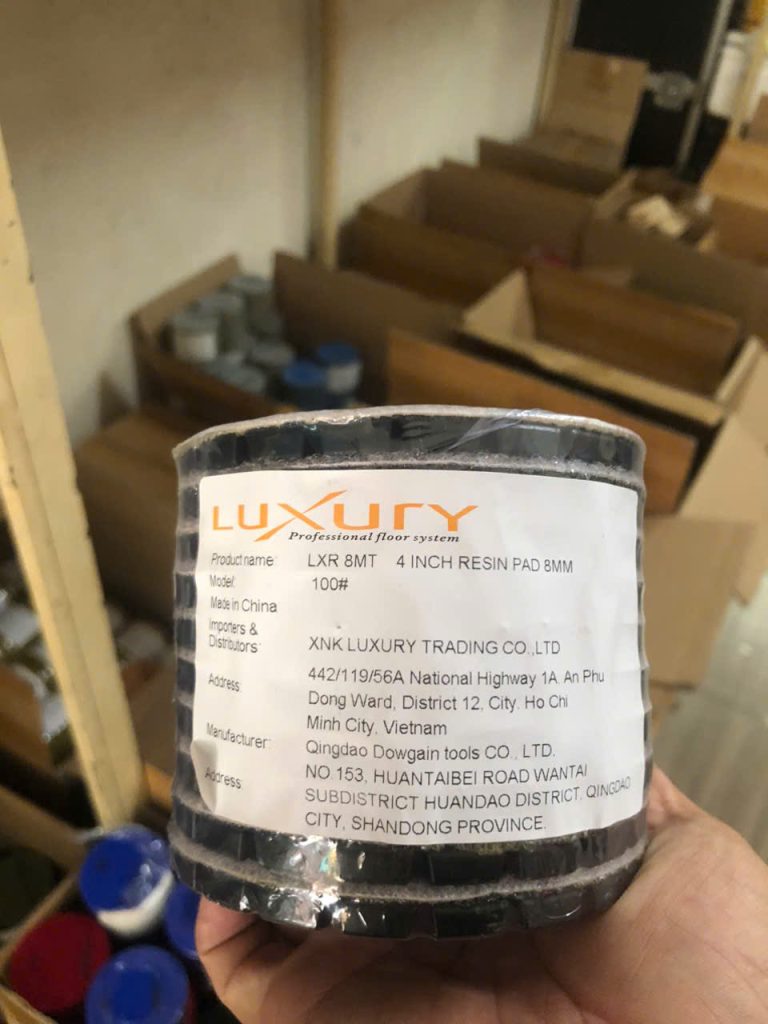 LUXURY
Professional floor system
Product name: LXR 8MT 4 INCH RESIN PAD 8MM
Model: 100#
Made in China
Importers &
Distributors: XNK LUXURY TRADING CO.,LTD
Address: 442/119/56A National Highway 1A, An Phu
Dong Ward, District 12, City. Ho Chi
Minh City, Vietnam
Manufacturer: Qingdao Dowgain tools CO., LTD.
Address: NO.153, HUANTAIBEI ROAD WANTAI
SUBDISTRICT HUANDAO DISTRICT, QINGDAO
CITY, SHANDONG PROVINCE.